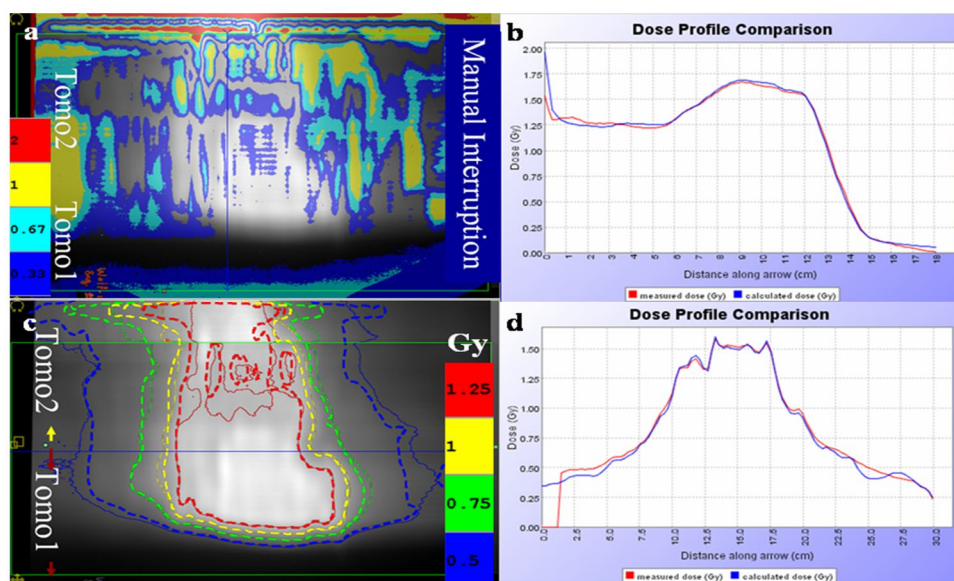 a
Tomo2
Tomo1
Manual Interruption
2
1
0.67
0.33
b
Dose Profile Comparison
Dose (Gy)
2.00
1.75
1.50
1.25
1.00
0.75
0.50
0.25
0.00
0 1 2 3 4 5 6 7 8 9 10 11 12 13 14 15 16 17 18
Distance along arrow (cm)
measured dose (Gy) calculated dose (Gy)
c
Tomo2
Tomo1
Gy
1.25
1
0.75
0.5
d
Dose Profile Comparison
Dose (Gy)
1.50
1.25
1.00
0.75
0.50
0.25
0.00
0.0 2.5 5.0 7.5 10.0 12.5 15.0 17.5 20.0 22.5 25.0 27.5 30.0
Distance along arrow (cm)
measured dose (Gy) calculated dose (Gy)